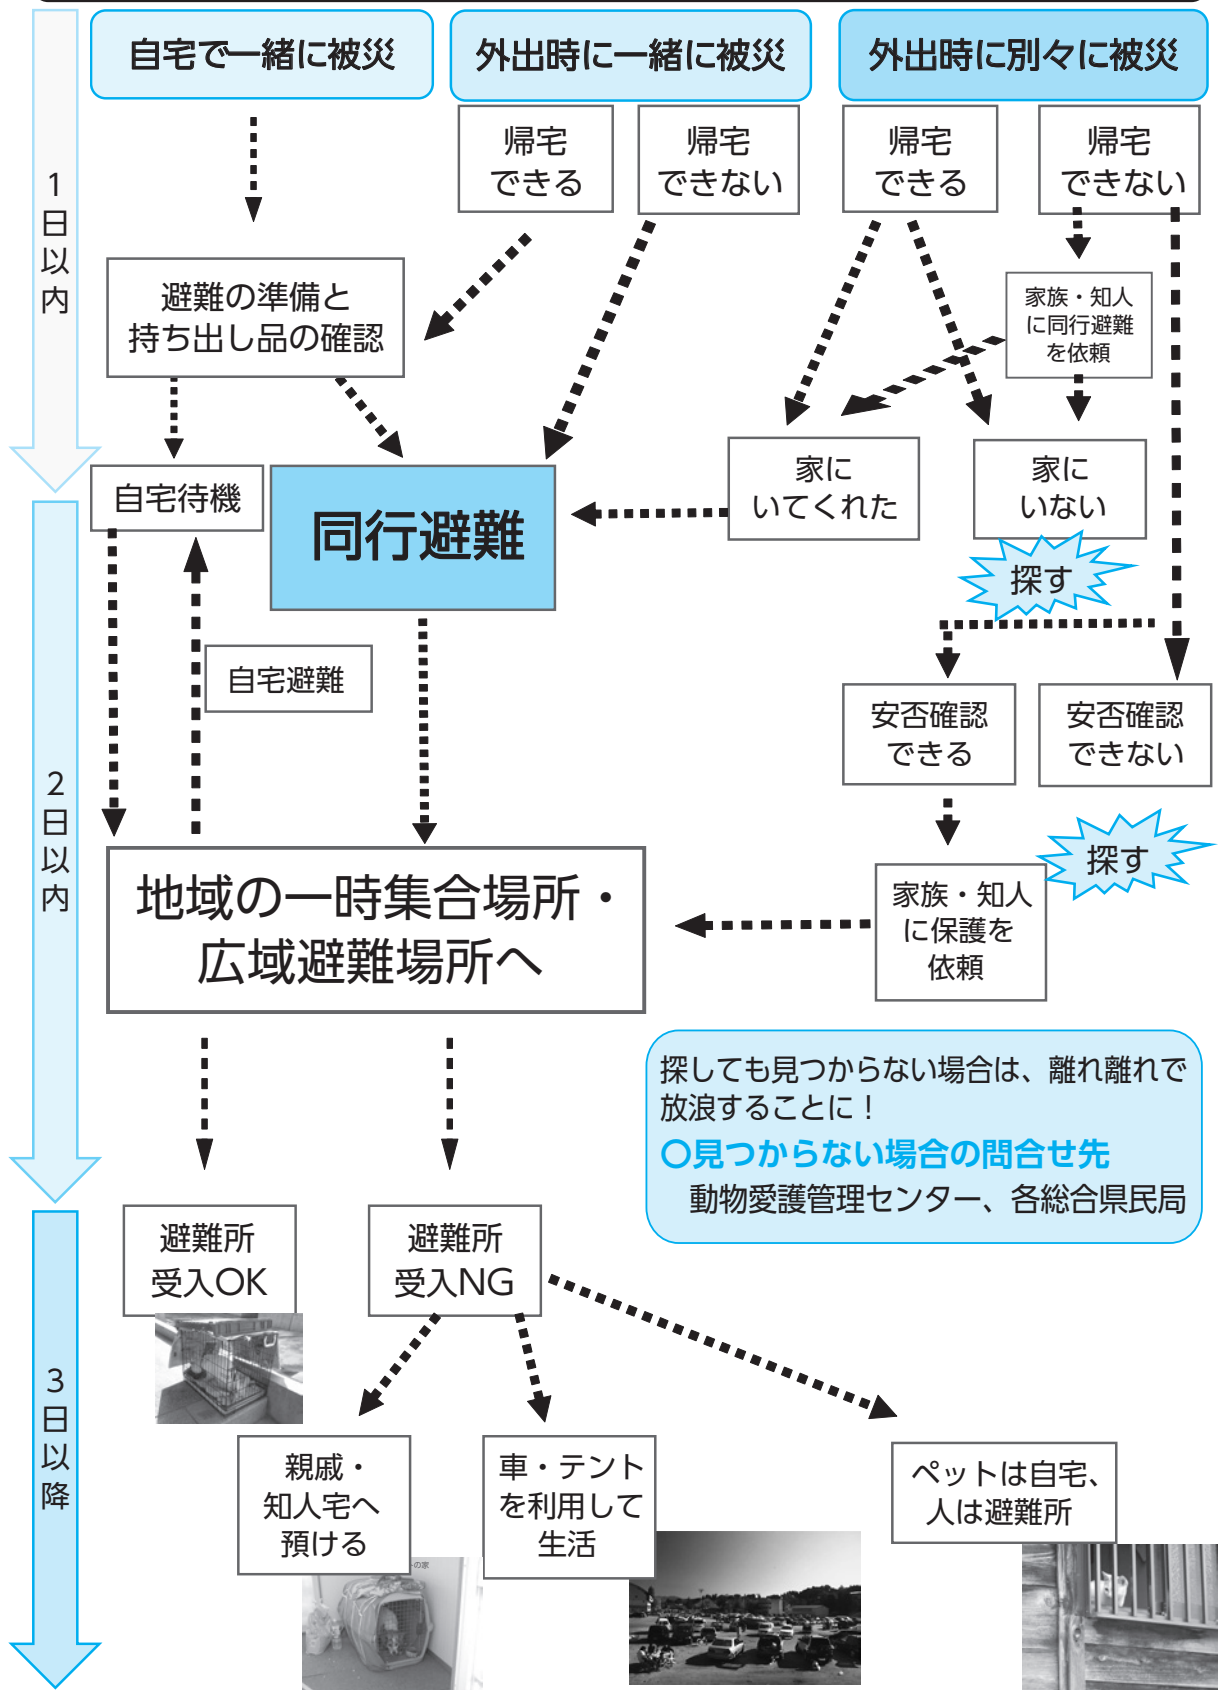 自宅で一緒に被災
外出時に一緒に被災
外出時に別々に被災
1日以内
帰宅
できる
帰宅
できない
帰宅
できる
帰宅
できない
避難の準備と
持ち出し品の確認
家族・知人
に同行避難
を依頼
自宅待機
同行避難
家に
いてくれた
家に
いない
探す
自宅避難
2日以内
安否確認
できる
安否確認
できない
探す
地域の一時集合場所・
広域避難場所へ
家族・知人
に保護を
依頼
探しても見つからない場合は、離れ離れで
放浪することに！
〇見つからない場合の問合せ先
動物愛護管理センター、各総合県民局
3日以降
避難所
受入OK
避難所
受入NG
親戚・
知人宅へ
預ける
車・テント
を利用して
生活
ペットは自宅、
人は避難所
の家